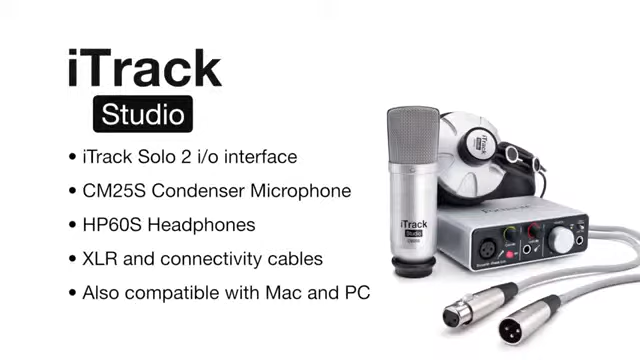 iTrack
Studio
• iTrack Solo 2 i/o interface
• CM25S Condenser Microphone
• HP60S Headphones
• XLR and connectivity cables
• Also compatible with Mac and PC
iTrack
Studio